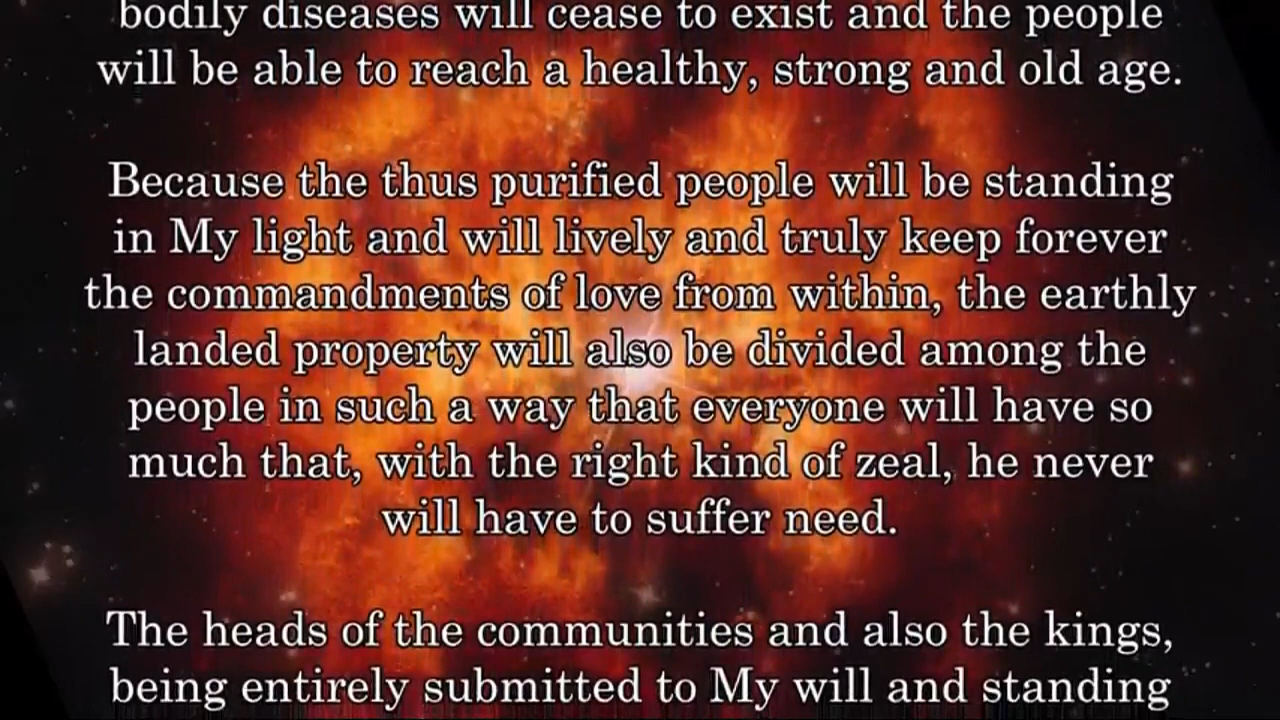 bodily diseases will cease to exist and the people
will be able to reach a healthy, strong and old age.
Because the thus purified people will be standing
in My light and will lively and truly keep forever
the commandments of love from within, the earthly
landed property will also be divided among the
people in such a way that everyone will have so
much that, with the right kind of zeal, he never
will have to suffer need.
The heads of the communities and also the kings,
being entirely submitted to My will and standing